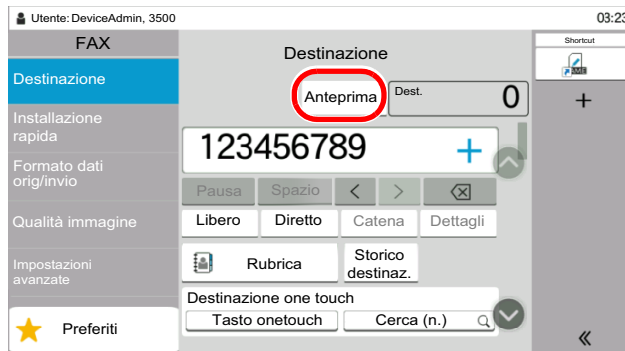 Utente: DeviceAdmin, 3500
03:23
FAX
Destinazione
Installazione
rapida
Formato dati
orig/invio
Qualità immagine
Impostazioni
avanzate
Preferiti
Destinazione
Anteprima
Dest.
0
123456789
+
Pausa
Spazio
<
>
Libero
Diretto
Catena
Dettagli
Rubrica
Storico
destinaz.
Destinazione one touch
Tasto onetouch
Cerca (n.)
Shortcut
+
«